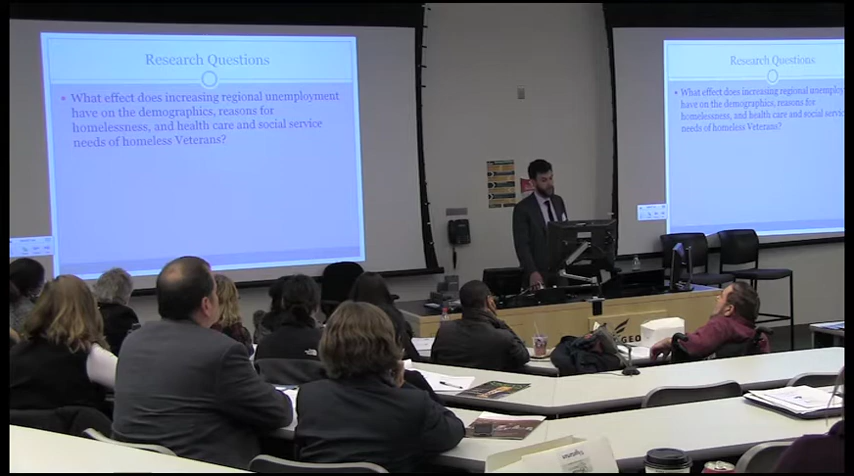 Research Questions
What effect does increasing regional unemployment
have on the demographics, reasons for
homelessness, and health care and social service
needs of homeless Veterans?
Research Questions
What effect does increasing regional unemploy
have on the demographics, reasons for
homelessness, and health care and social servic
needs of homeless Veterans?
GEO